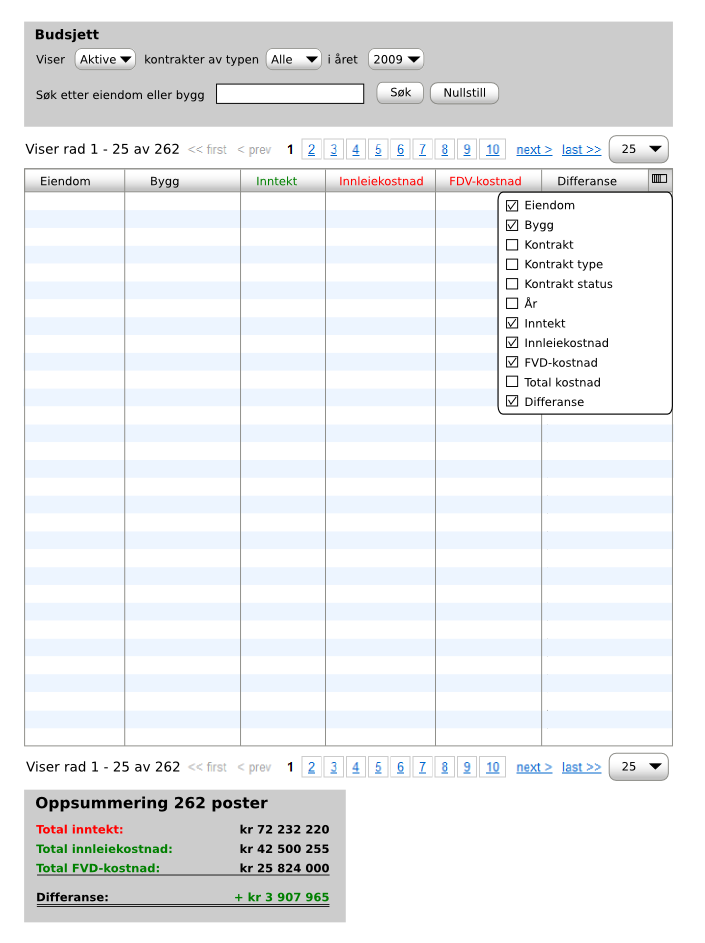 Budsjett
Viser Aktive kontrakter av typen Alle i året 2009
Søk etter eiendom eller bygg Søk Nullstill
Viser rad 1 - 25 av 262 << first < prev 1 2 3 4 5 6 7 8 9 10 next > last >> 25
Eiendom Bygg Inntekt Innleiekostnad FDV-kostnad Differanse
Eiendom
Bygg
Kontrakt
Kontrakt type
Kontrakt status
År
Inntekt
Innleiekostnad
FVD-kostnad
Total kostnad
Differanse
Viser rad 1 - 25 av 262 << first < prev 1 2 3 4 5 6 7 8 9 10 next > last >> 25
Oppsummering 262 poster
Total inntekt: kr 72 232 220
Total innleiekostnad: kr 42 500 255
Total FVD-kostnad: kr 25 824 000
Differanse: + kr 3 907 965